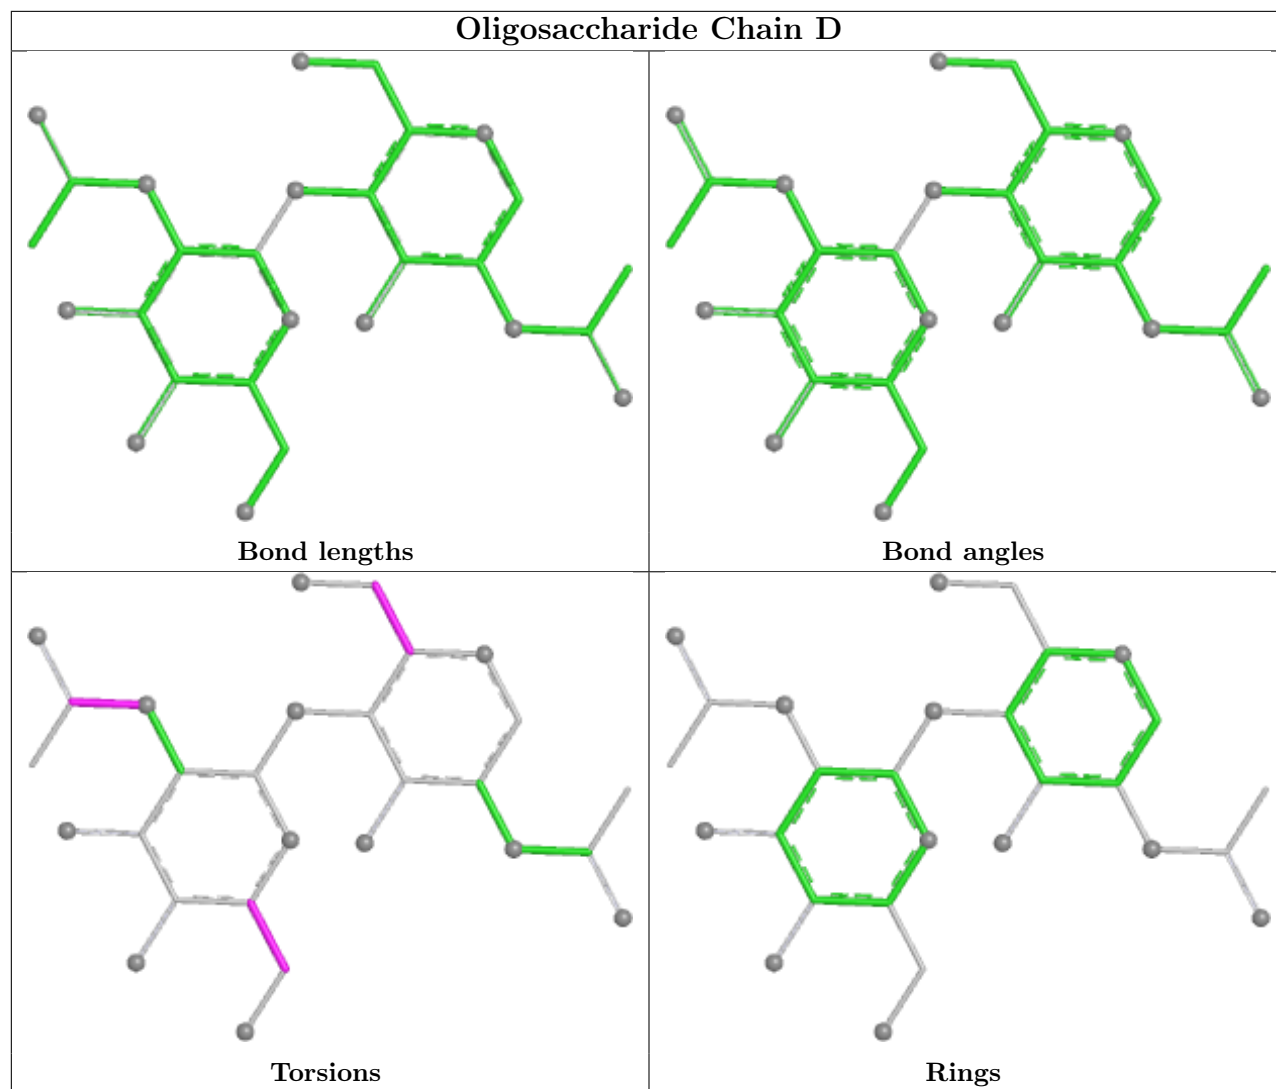 Oligosaccharide Chain D
Bond lengths
Bond angles
Torsions
Rings